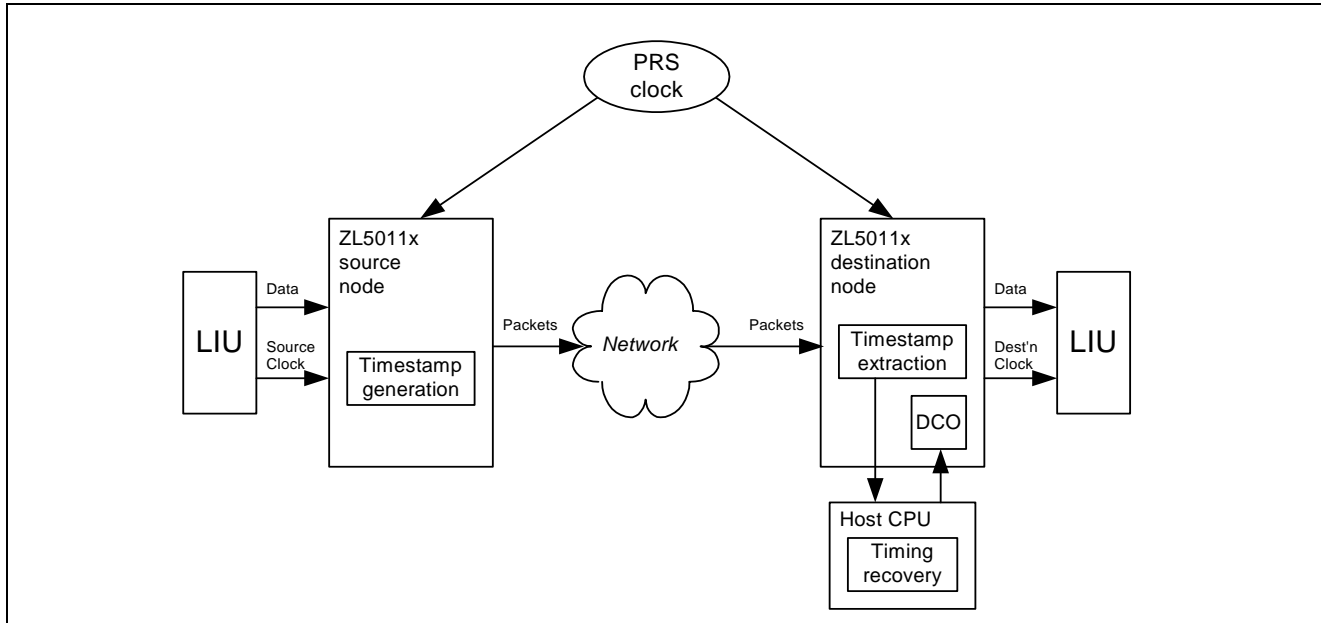 PRS
clock
ZL5011x
source
node
ZL5011x
destination
node
LIU
Data
Source
Clock
Timestamp
generation
Packets
Network
Packets
Timestamp
extraction
DCO
Data
Dest'n
Clock
LIU
Host CPU
Timing
recovery